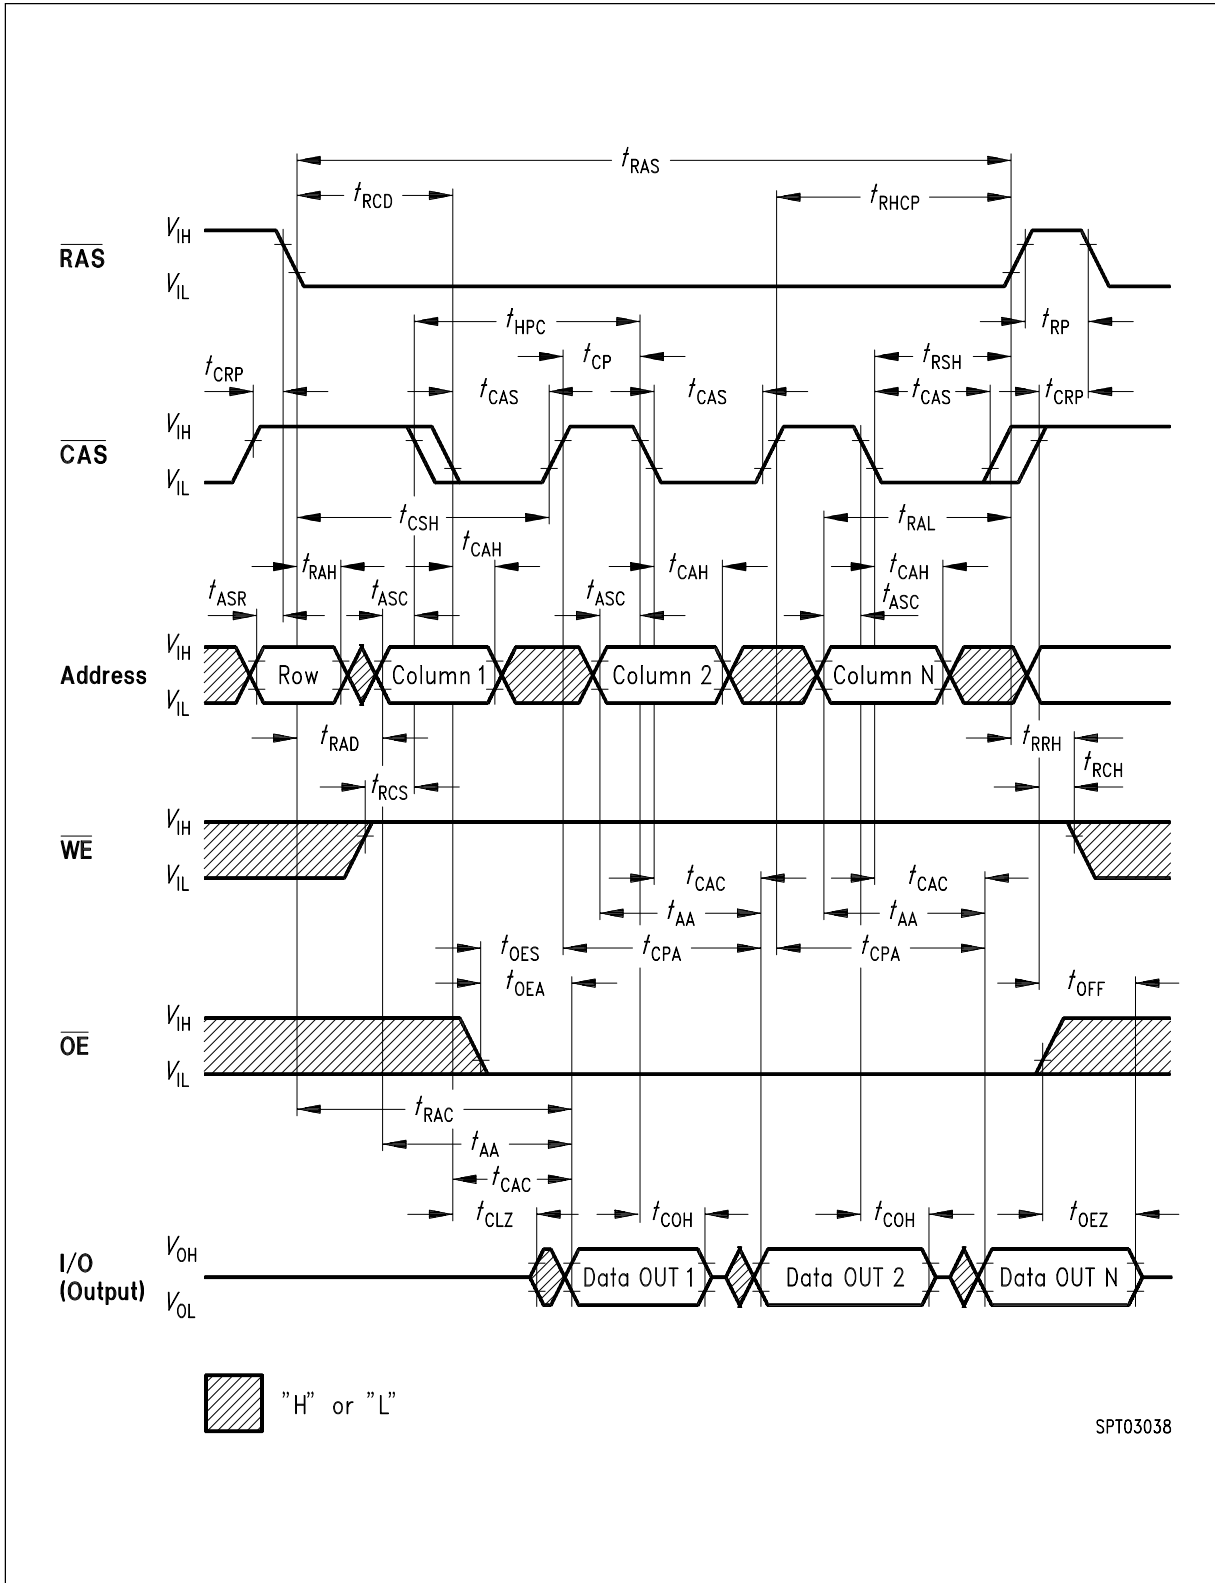 tRAS
tRCD tRHCP
RAS VIH
VIL
tHPC tRP
tCP tRSH
tCRP tCAS tCAS tCAS tCRP
CAS VIH
VIL
tCSH tRAL
tCAH
tRAH tCAH tCAH
tASR tASC tASC tASC
Address VIH
Row Column 1 Column 2 Column N
VIL
tRAD tRRH
tRCS tRCH
WE VIH
VIL
tCAC tCAC
tAA tAA
tOES tCPA tCPA
tOEA tOFF
OE VIH
VIL
tRAC
tAA
tCAC
tCLZ tCOH tCOH tOEZ
I/O VOH
(Output) Data OUT 1 Data OUT 2 Data OUT N
VOL
"H" or "L"
SPT03038